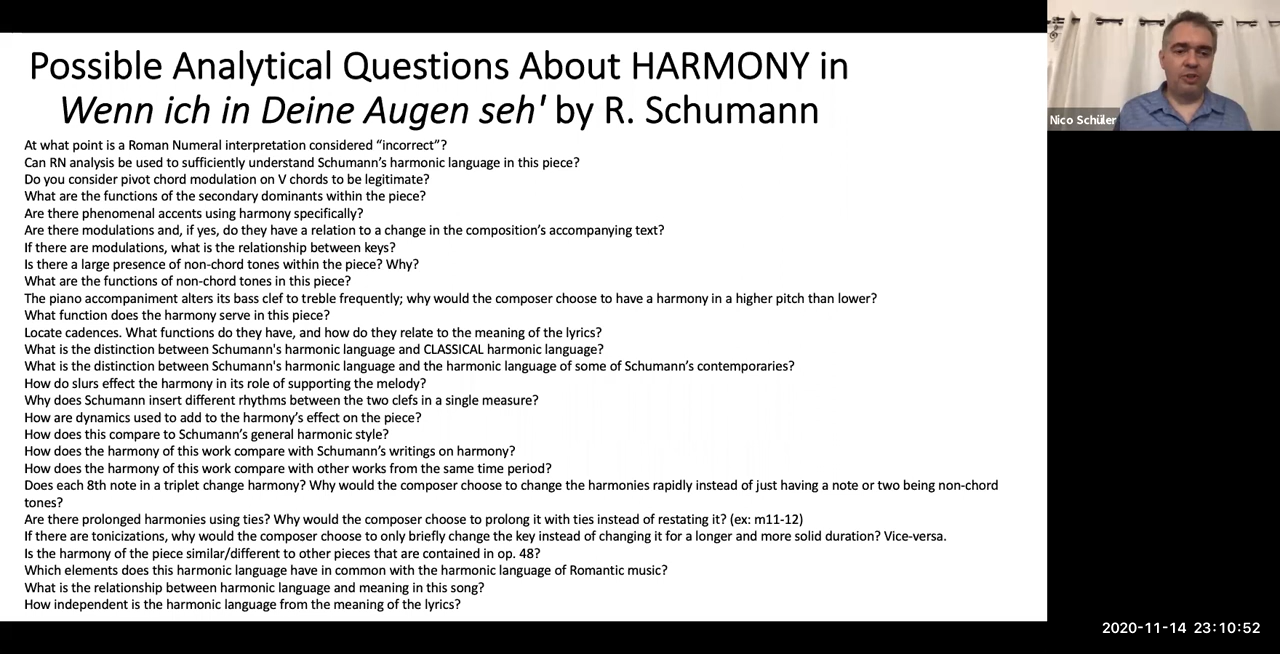 Possible Analytical Questions About HARMONY in
Wenn ich in Deine Augen seh' by R. Schumann
At what point is a Roman Numeral interpretation considered “incorrect”?
Can RN analysis be used to sufficiently understand Schumann’s harmonic language in this piece?
Do you consider pivot chord modulation on V chords to be legitimate?
What are the functions of the secondary dominants within the piece?
Are there phenomenal accents using harmony specifically?
Are there modulations and, if yes, do they have a relation to a change in the composition’s accompanying text?
If there are modulations, what is the relationship between keys?
Is there a large presence of non-chord tones within the piece? Why?
What are the functions of non-chord tones in this piece?
The piano accompaniment alters its bass clef to treble frequently; why would the composer choose to have a harmony in a higher pitch than lower?
What function does the harmony serve in this piece?
Locate cadences. What functions do they have, and how do they relate to the meaning of the lyrics?
What is the distinction between Schumann's harmonic language and CLASSICAL harmonic language?
What is the distinction between Schumann's harmonic language and the harmonic language of some of Schumann’s contemporaries?
How do slurs effect the harmony in its role of supporting the melody?
Why does Schumann insert different rhythms between the two clefs in a single measure?
How are dynamics used to add to the harmony’s effect on the piece?
How does this compare to Schumann’s general harmonic style?
How does the harmony of this work compare with Schumann’s writings on harmony?
How does the harmony of this work compare with other works from the same time period?
Does each 8th note in a triplet change harmony? Why would the composer choose to change the harmonies rapidly instead of just having a note or two being non-chord
tones?
Are there prolonged harmonies using ties? Why would the composer choose to prolong it with ties instead of restating it? (ex: m11-12)
If there are tonicizations, why would the composer choose to only briefly change the key instead of changing it for a longer and more solid duration? Vice-versa.
Is the harmony of the piece similar/different to other pieces that are contained in op. 48?
Which elements does this harmonic language have in common with the harmonic language of Romantic music?
What is the relationship between harmonic language and meaning in this song?
How independent is the harmonic language from the meaning of the lyrics?
Nico Schüler
2020-11-14 23:10:52